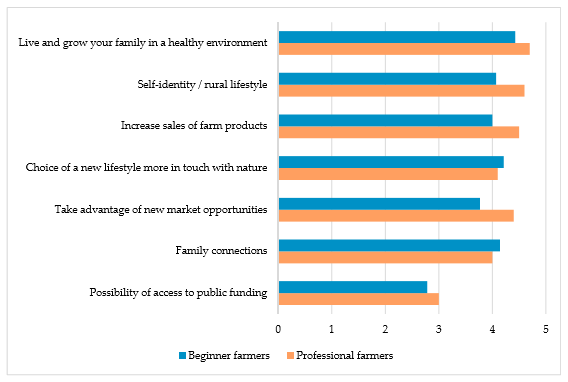 Live and grow your family in a healthy environment
Self-identity / rural lifestyle
Increase sales of farm products
Choice of a new lifestyle more in touch with nature
Take advantage of new market opportunities
Family connections
Possibility of access to public funding
0 1 2 3 4 5
Beginner farmers Professional farmers